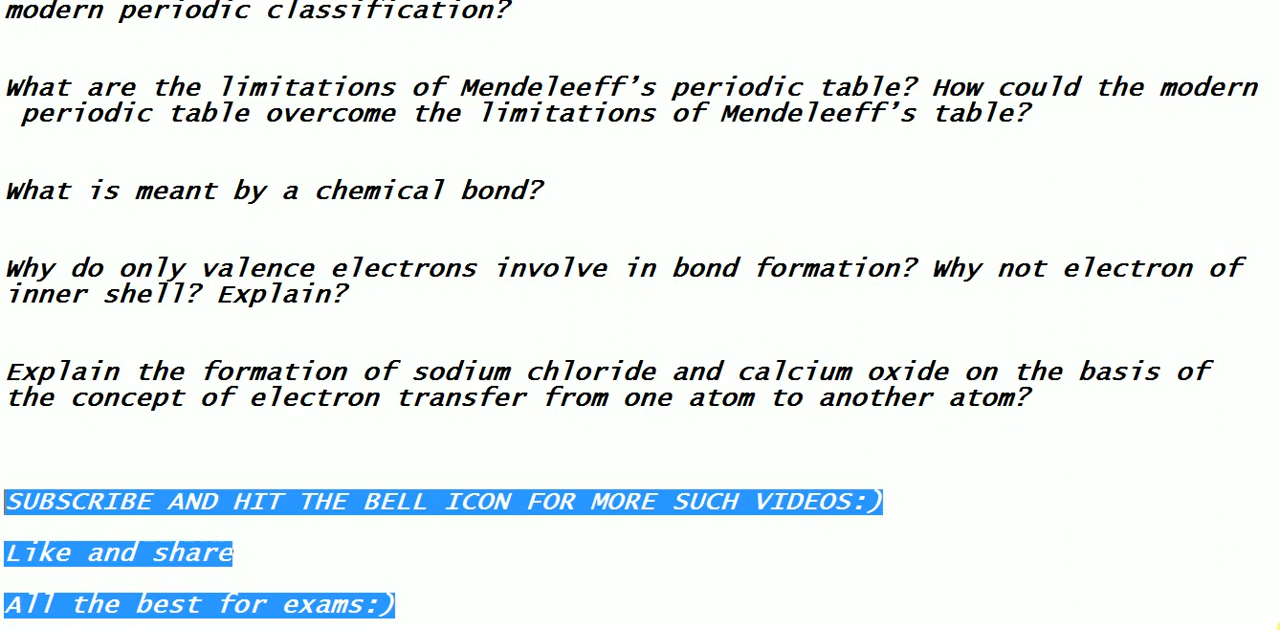 modern periodic classification?
What are the limitations of Mendeleeff’s periodic table? How could the modern
periodic table overcome the limitations of Mendeleeff’s table?
What is meant by a chemical bond?
Why do only valence electrons involve in bond formation? Why not electron of
inner shell? Explain?
Explain the formation of sodium chloride and calcium oxide on the basis of
the concept of electron transfer from one atom to another atom?
SUBSCRIBE AND HIT THE BELL ICON FOR MORE SUCH VIDEOS:)
Like and share
All the best for exams:)